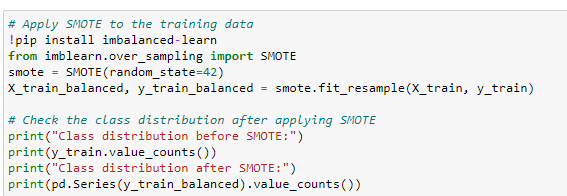 # Apply SMOTE to the training data
!pip install imbalanced-learn
from imblearn.over_sampling import SMOTE
smote = SMOTE(random_state=42)
X_train_balanced, y_train_balanced = smote.fit_resample(X_train, y_train)

# Check the class distribution after applying SMOTE
print("Class distribution before SMOTE:")
print(y_train.value_counts())
print("Class distribution after SMOTE:")
print(pd.Series(y_train_balanced).value_counts())